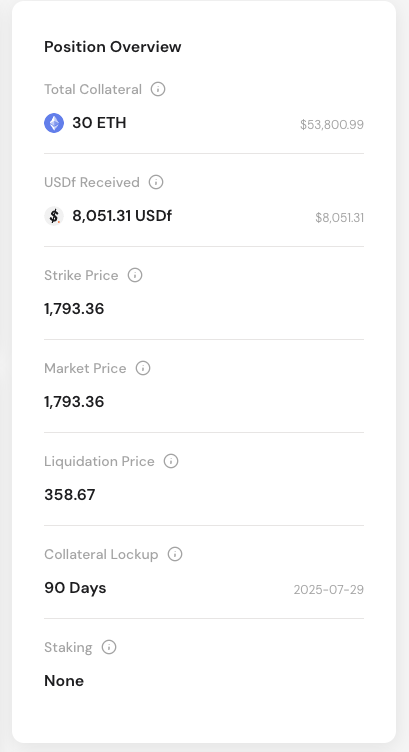 Position Overview
Total Collateral
30 ETH $53,800.99
USDf Received
8,051.31 USDf $8,051.31
Strike Price
1,793.36
Market Price
1,793.36
Liquidation Price
358.67
Collateral Lockup
90 Days 2025-07-29
Staking
None